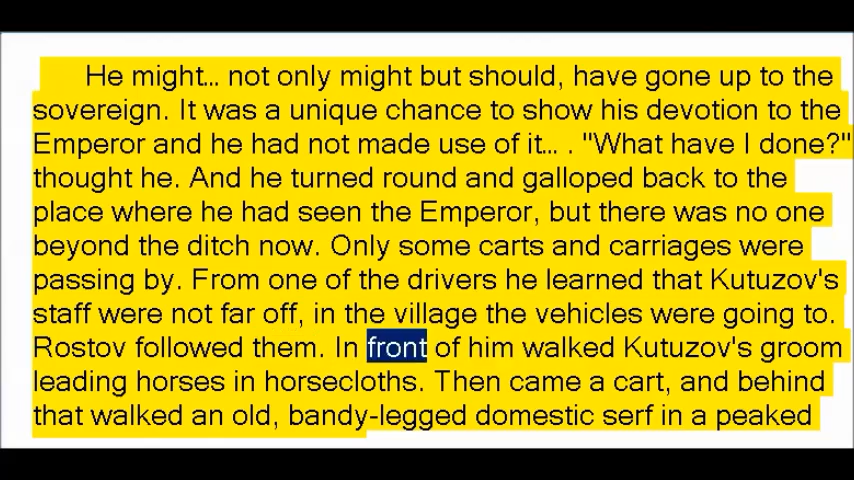 He might... not only might but should, have gone up to the
sovereign. It was a unique chance to show his devotion to the
Emperor and he had not made use of it... . "What have I done?"
thought he. And he turned round and galloped back to the
place where he had seen the Emperor, but there was no one
beyond the ditch now. Only some carts and carriages were
passing by. From one of the drivers he learned that Kutuzov's
staff were not far off, in the village the vehicles were going to.
Rostov followed them. In front of him walked Kutuzov's groom
leading horses in horsecloths. Then came a cart, and behind
that walked an old, bandy-legged domestic serf in a peaked